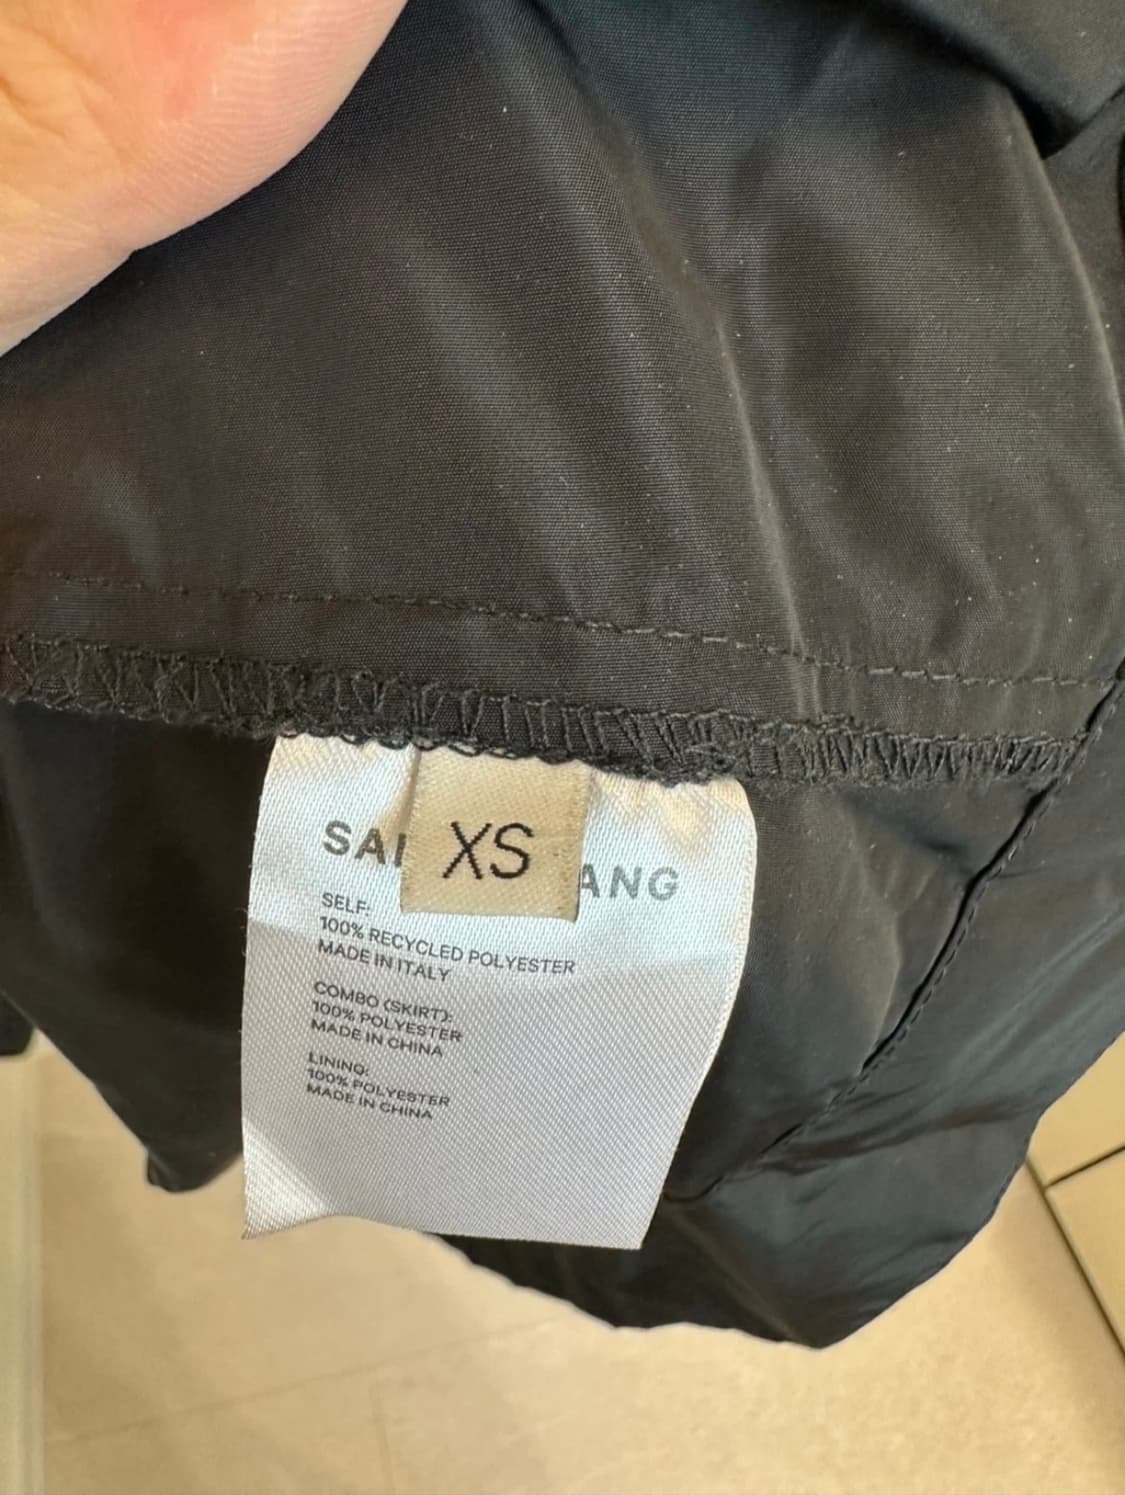 SAI ANG
XS
SELF:
100% RECYCLED POLYESTER
MADE IN ITALY
COMBO (SKIRT):
100% POLYESTER
MADE IN CHINA
LINING:
100% POLYESTER
MADE IN CHINA